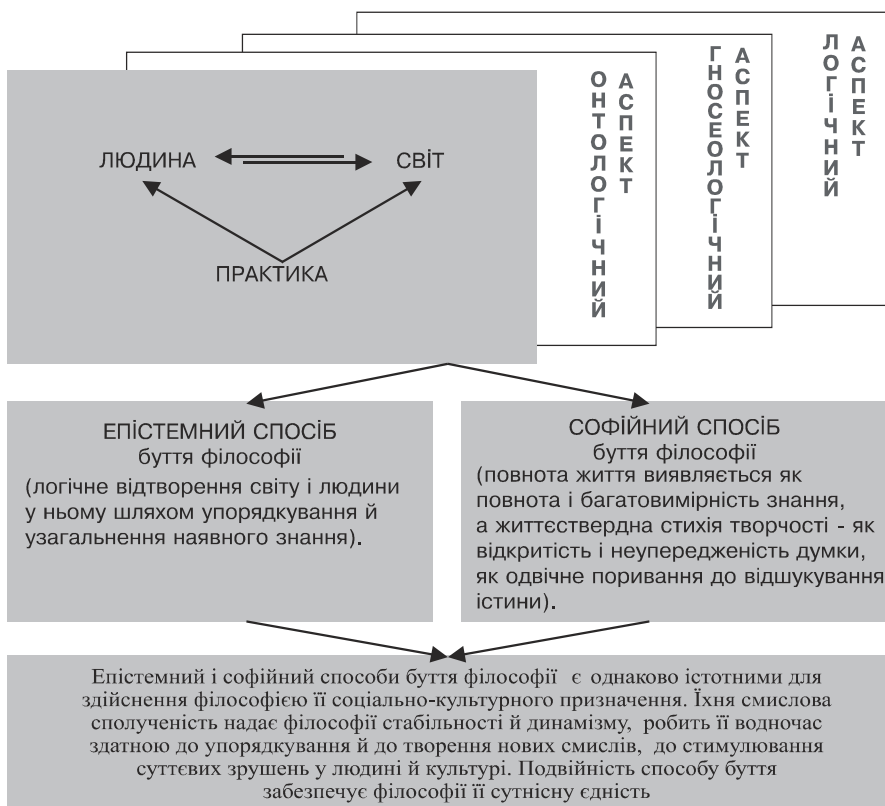 ЛЮДИНА
СВІТ
ПРАКТИКА
ОНТОЛОГІЧНИЙ
АСПЕКТ
ГНОСЕОЛОГІЧНИЙ
АСПЕКТ
ЛОГІЧНИЙ
АСПЕКТ
ЕПІСТЕМНИЙ СПОСІБ
буття філософії
(логічне відтворення світу і людини
у ньому шляхом упорядкування й
узагальнення наявного знання).
СОФІЙНИЙ СПОСІБ
буття філософії
(повнота життя виявляється як
повнота і багатовимірність знання,
а життєствердна стихія творчості - як
відкритість і неупередженість думки,
як одвічне поривання до відшукування
істини).
Епістемний і софійний способи буття філософії є однаково істотними для
здійснення філософією її соціально-культурного призначення. Їхня смислова
сполученість надає філософії стабільності й динамізму, робить її водночас
здатною до упорядкування й до творення нових смислів, до стимулювання
суттєвих зрушень у людині й культурі. Подвійність способу буття
забезпечує філософії її сутнісну єдність